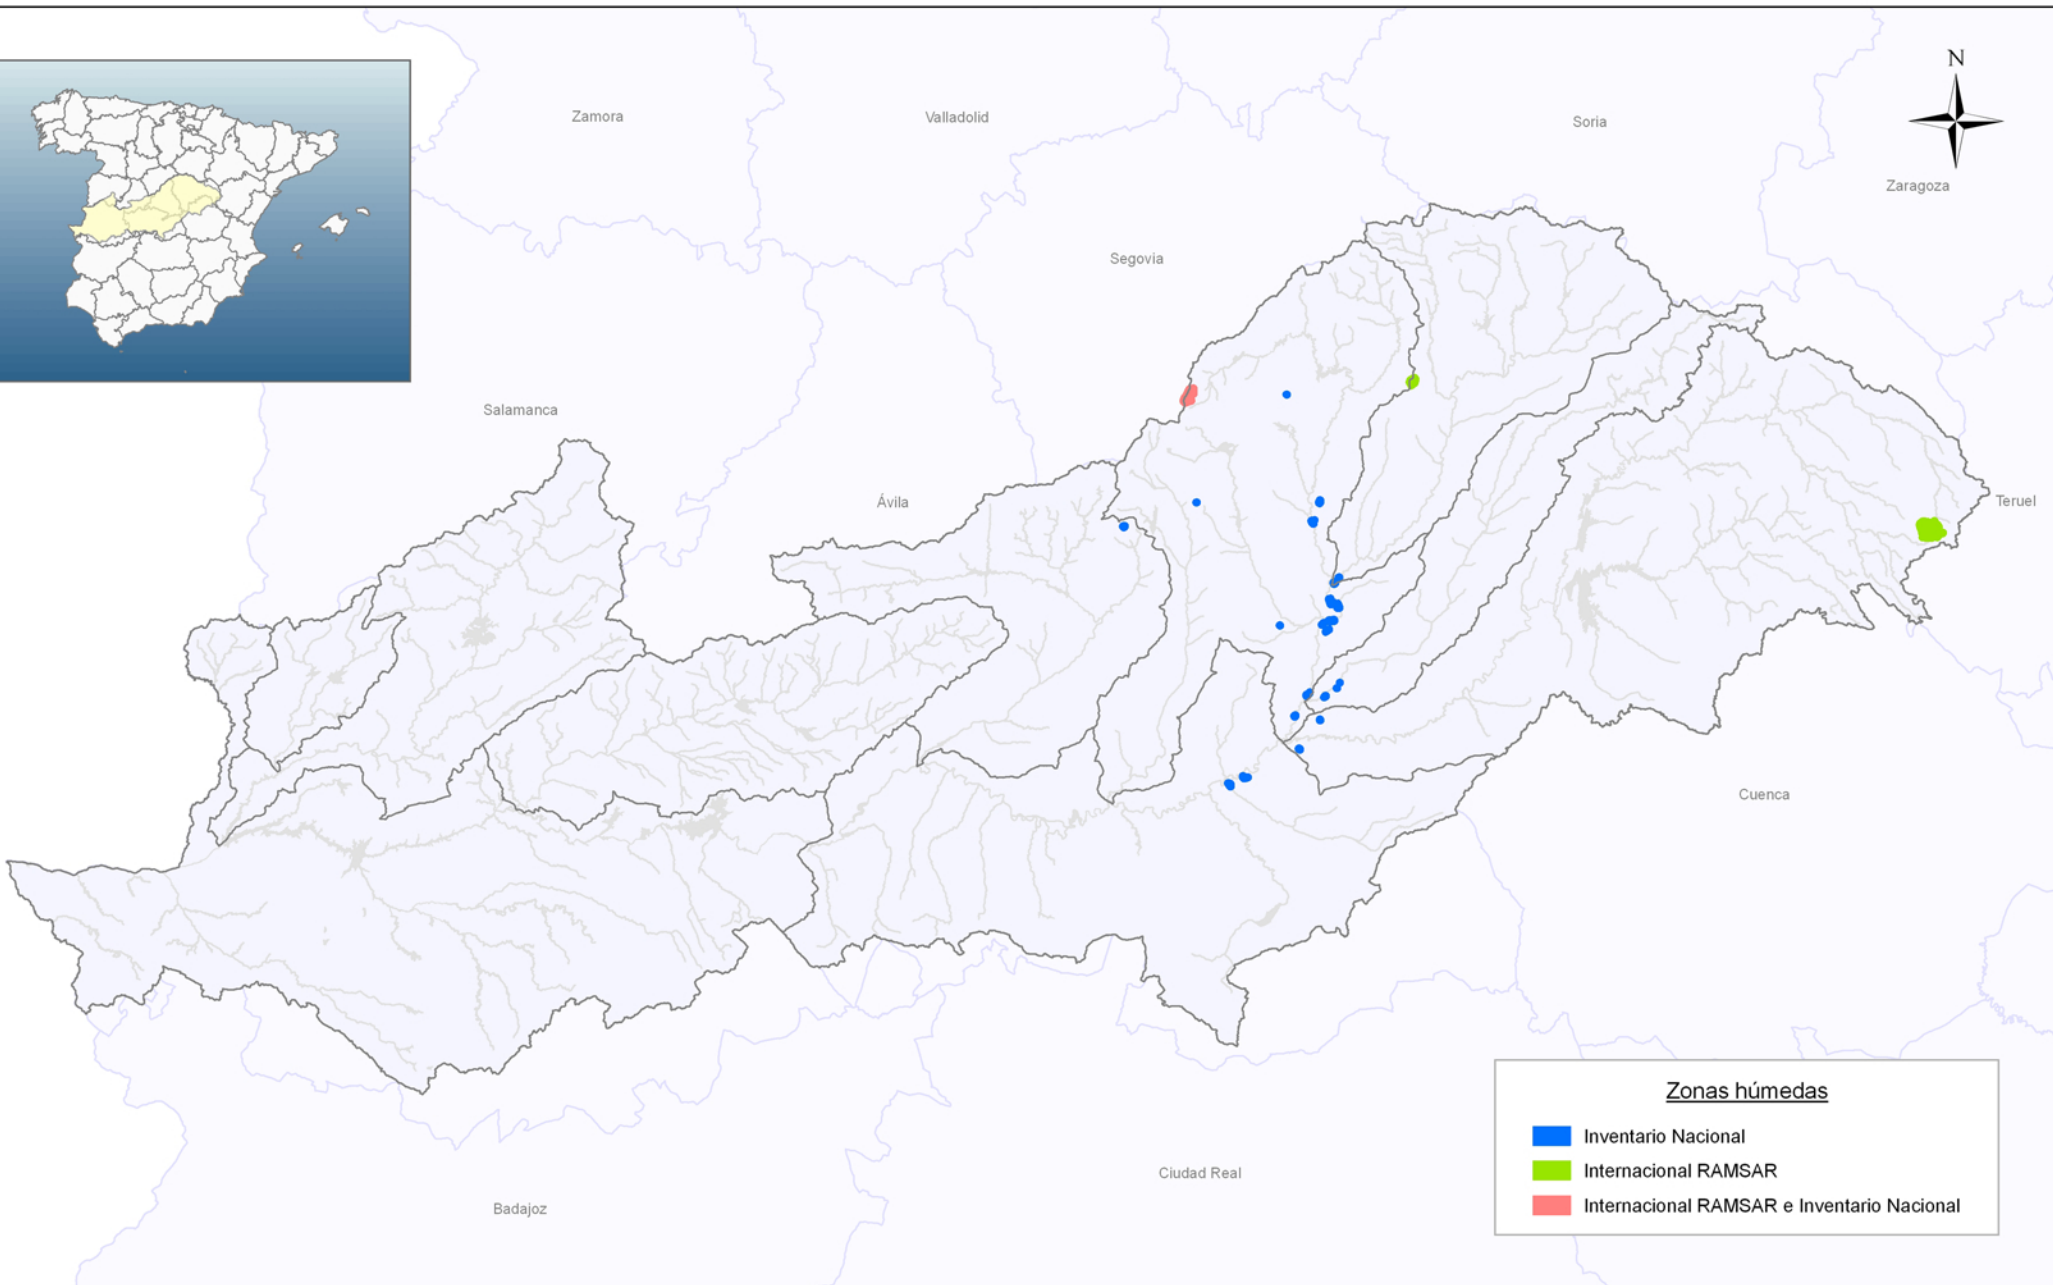 N
Zamora
Valladolid
Soria
Zaragoza
Segovia
Salamanca
Ávila
Teruel
Cuenca
Ciudad Real
Badajoz
Zonas húmedas
Inventario Nacional
Internacional RAMSAR
Internacional RAMSAR e Inventario Nacional